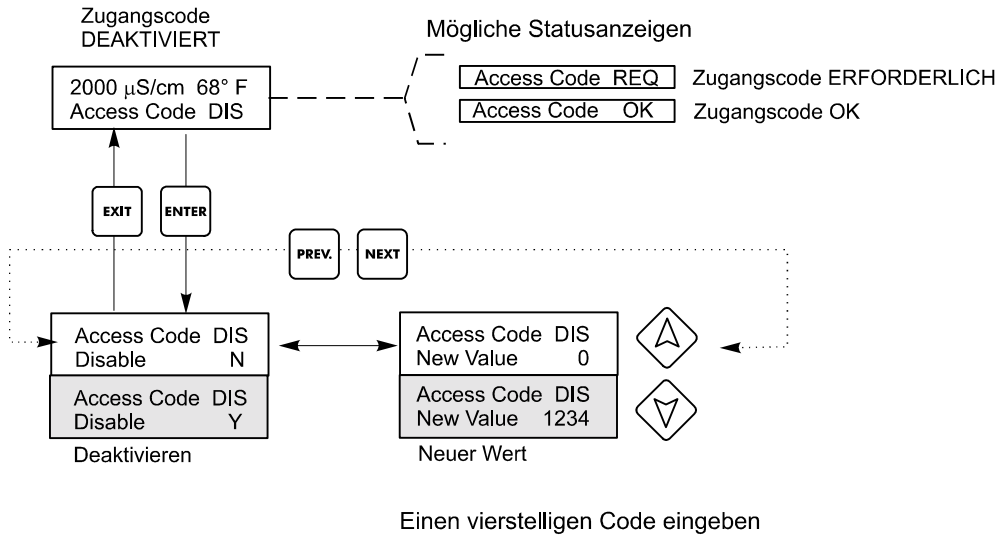 Zugangscode
DEAKTIVIERT
Mögliche Statusanzeigen
2000 µS/cm 68° F
Access Code DIS
Access Code REQ
Zugangscode ERFORDERLICH
Access Code OK
Zugangscode OK
EXIT
ENTER
PREV.
NEXT
Access Code DIS
Disable N
Access Code DIS
Disable Y
Deaktivieren
Access Code DIS
New Value 0
Access Code DIS
New Value 1234
Neuer Wert
Einen vierstelligen Code eingeben